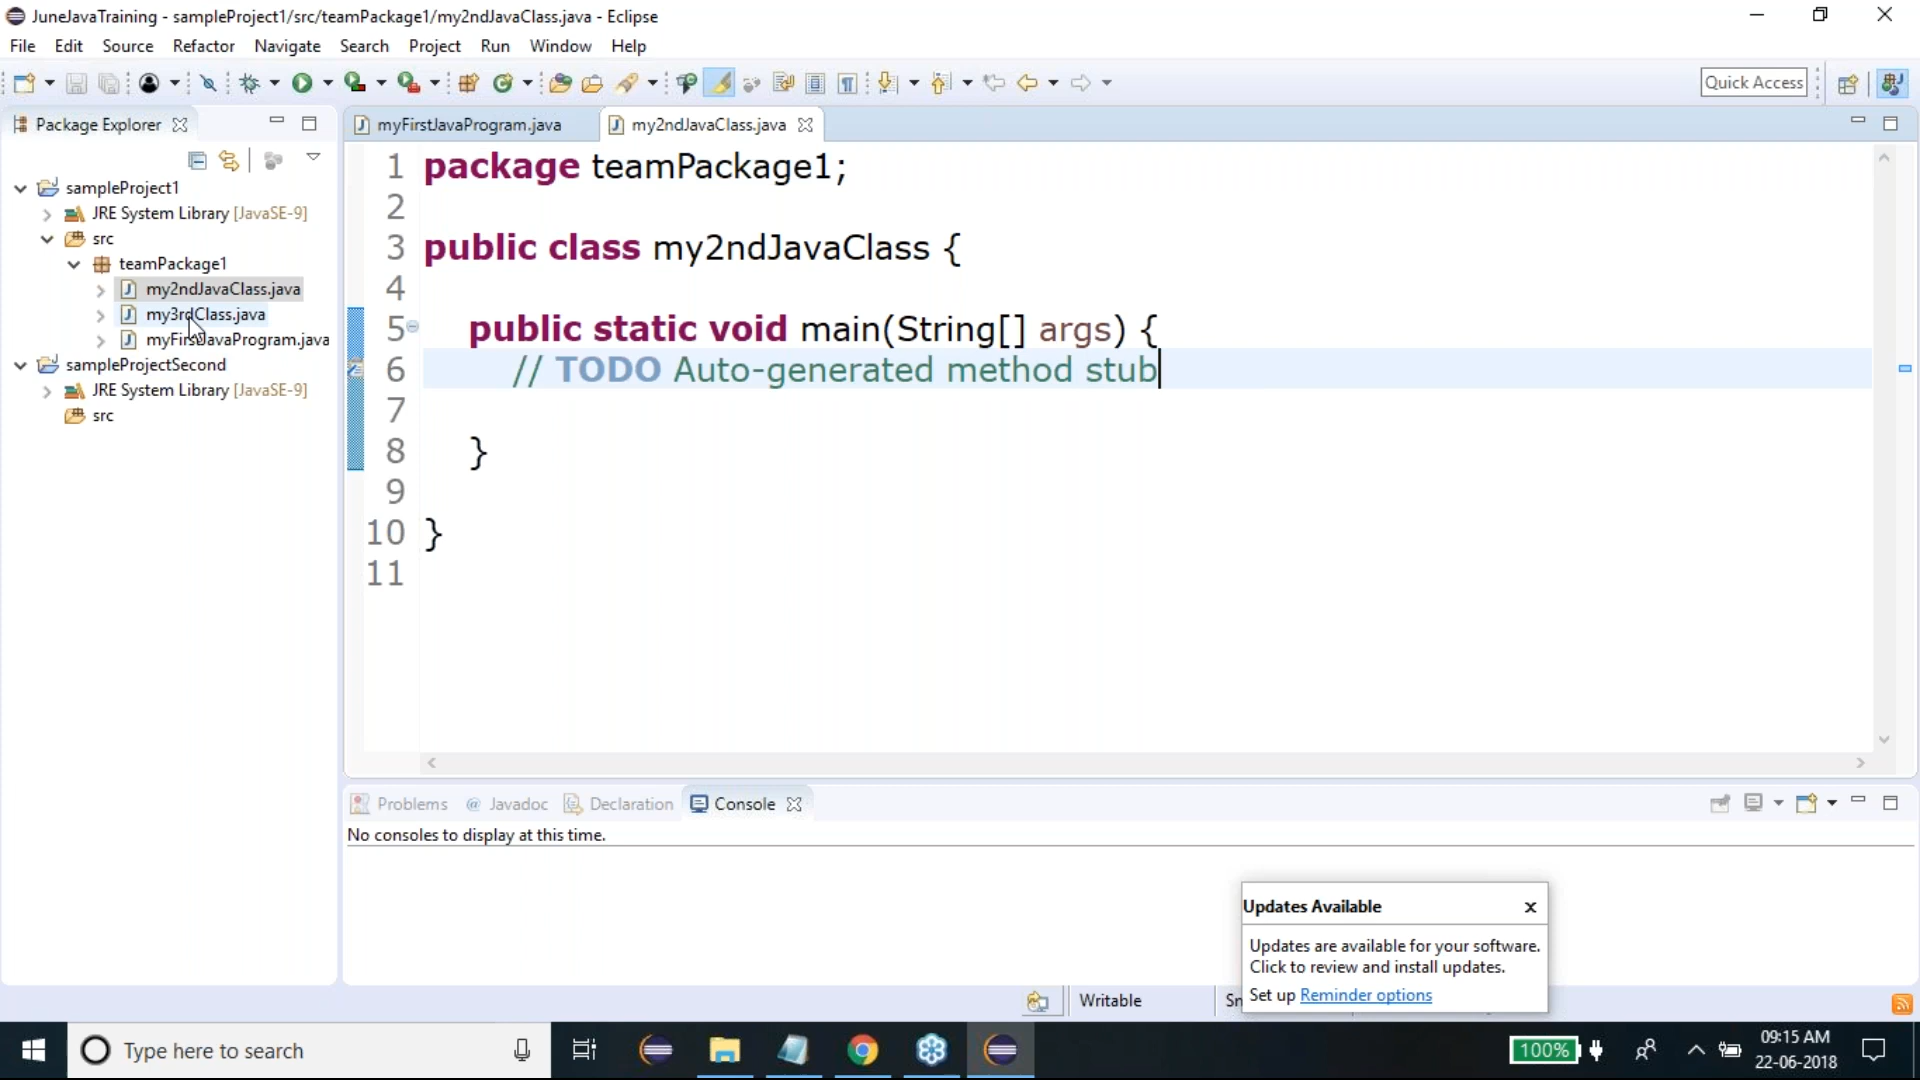 JuneJavaTraining - sampleProject1/src/teamPackage1/my2ndJavaClass.java - Eclipse
File Edit Source Refactor Navigate Search Project Run Window Help
Quick Access
Package Explorer
myFirstJavaProgram.java
my2ndJavaClass.java
sampleProject1
JRE System Library [JavaSE-9]
src
teamPackage1
my2ndJavaClass.java
my3rdClass.java
myFirstJavaProgram.java
sampleProjectSecond
JRE System Library [JavaSE-9]
src
1 package teamPackage1;
2
3 public class my2ndJavaClass {
4
5 public static void main(String[] args) {
6 // TODO Auto-generated method stub
7
8 }
9
10 }
11
Problems @ Javadoc Declaration Console
No consoles to display at this time.
Updates Available
Updates are available for your software.
Click to review and install updates.
Set up Reminder options
Writable
Type here to search
100%
09:15 AM
22-06-2018